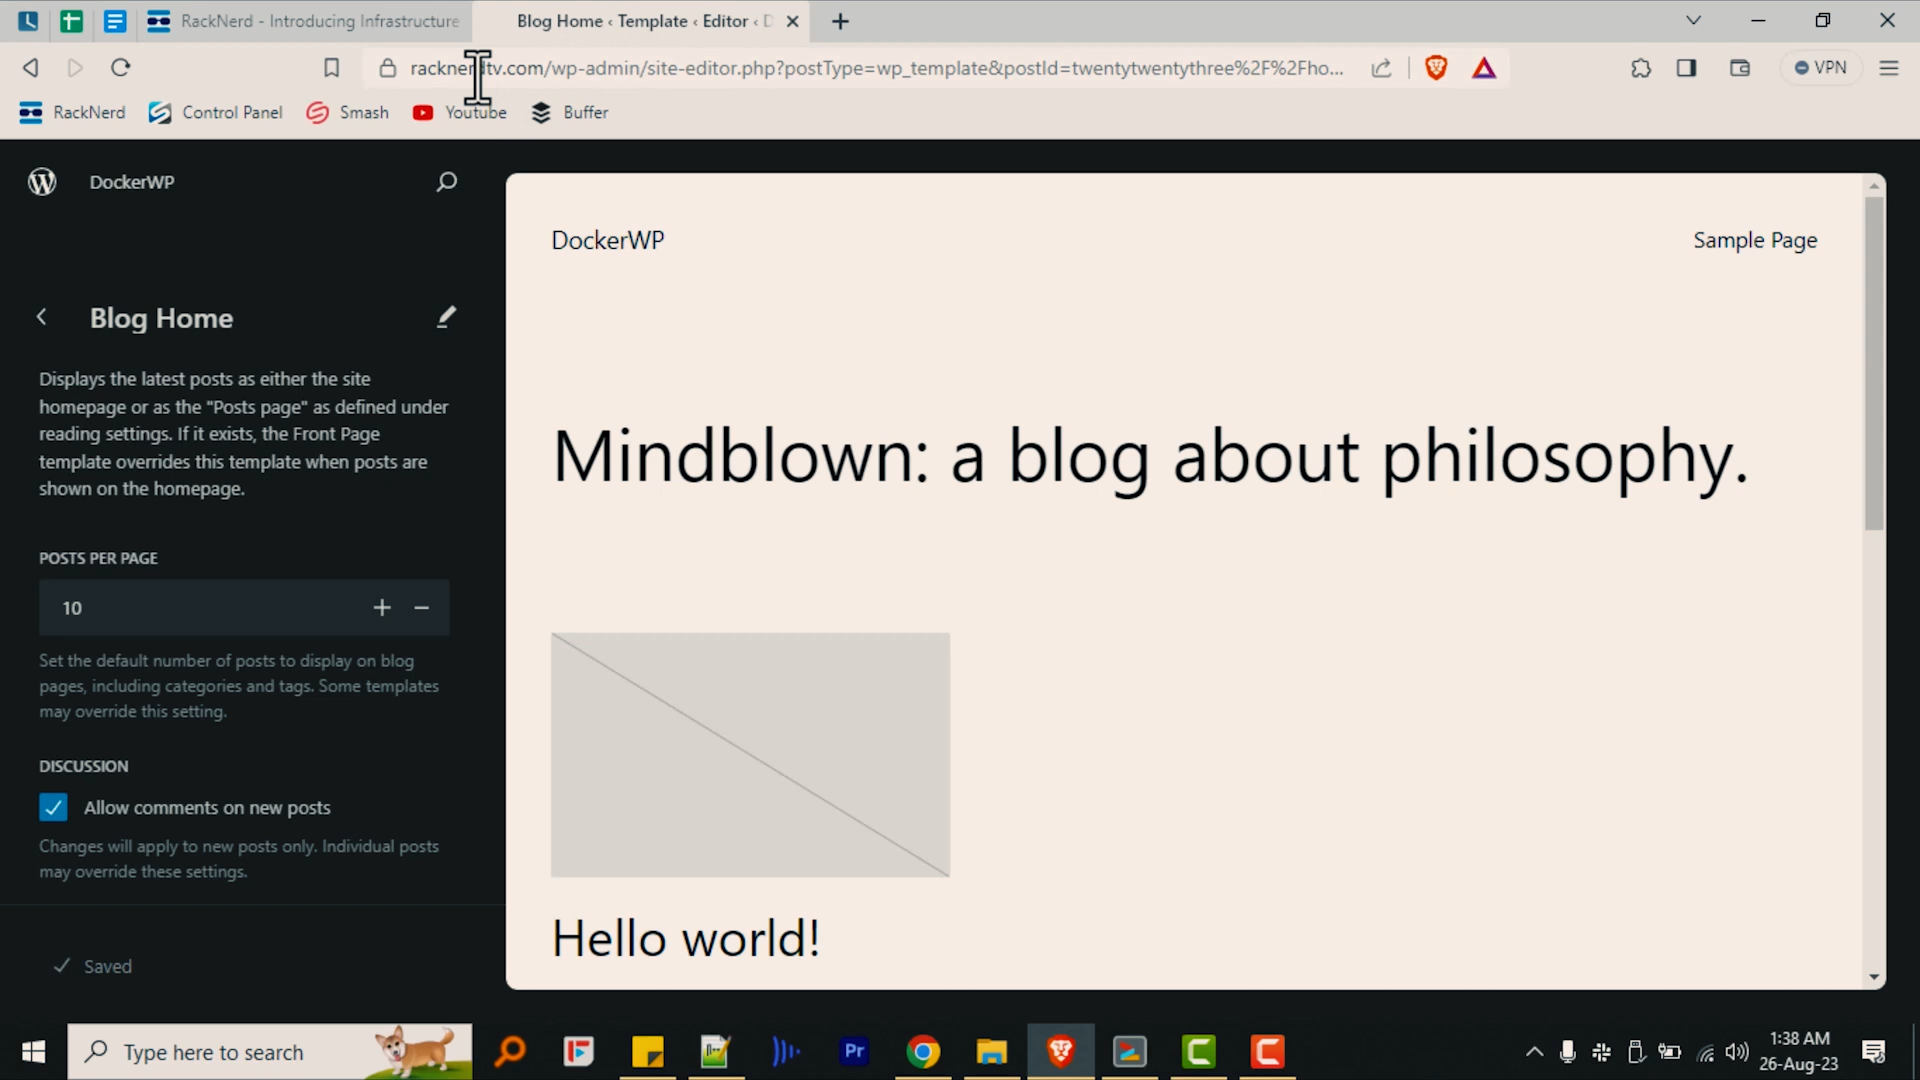 RackNerd - Introducing Infrastructure
Blog Home ‹ Template ‹ Editor ‹ D
racknerdtv.com/wp-admin/site-editor.php?postType=wp_template&postId=twentytwentythree%2F%2Fho...
VPN
RackNerd
Control Panel
Smash
Youtube
Buffer
DockerWP
Blog Home
Displays the latest posts as either the site
homepage or as the "Posts page" as defined under
reading settings. If it exists, the Front Page
template overrides this template when posts are
shown on the homepage.
POSTS PER PAGE
10
Set the default number of posts to display on blog
pages, including categories and tags. Some templates
may override this setting.
DISCUSSION
Allow comments on new posts
Changes will apply to new posts only. Individual posts
may override these settings.
Saved
DockerWP
Sample Page
Mindblown: a blog about philosophy.
Hello world!
Type here to search
Pr
1:38 AM
26-Aug-23